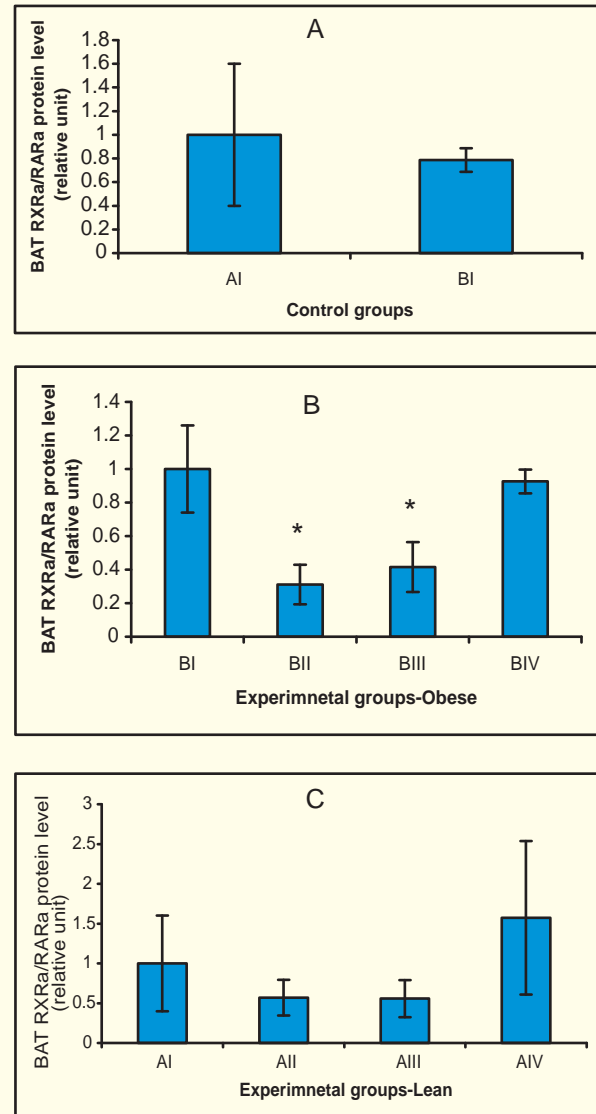 A
BAT RXRa/RARa protein level
(relative unit)
1.8
1.6
1.4
1.2
1
0.8
0.6
0.4
0.2
0
AI BI
Control groups
B
BAT RXRa/RARa protein level
(relative unit)
1.4
1.2
1
0.8
0.6
0.4
0.2
0
*
*
BI BII BIII BIV
Experimnetal groups-Obese
C
BAT RXRa/RARa protein level
(relative unit)
3
2.5
2
1.5
1
0.5
0
AI AII AIII AIV
Experimnetal groups-Lean